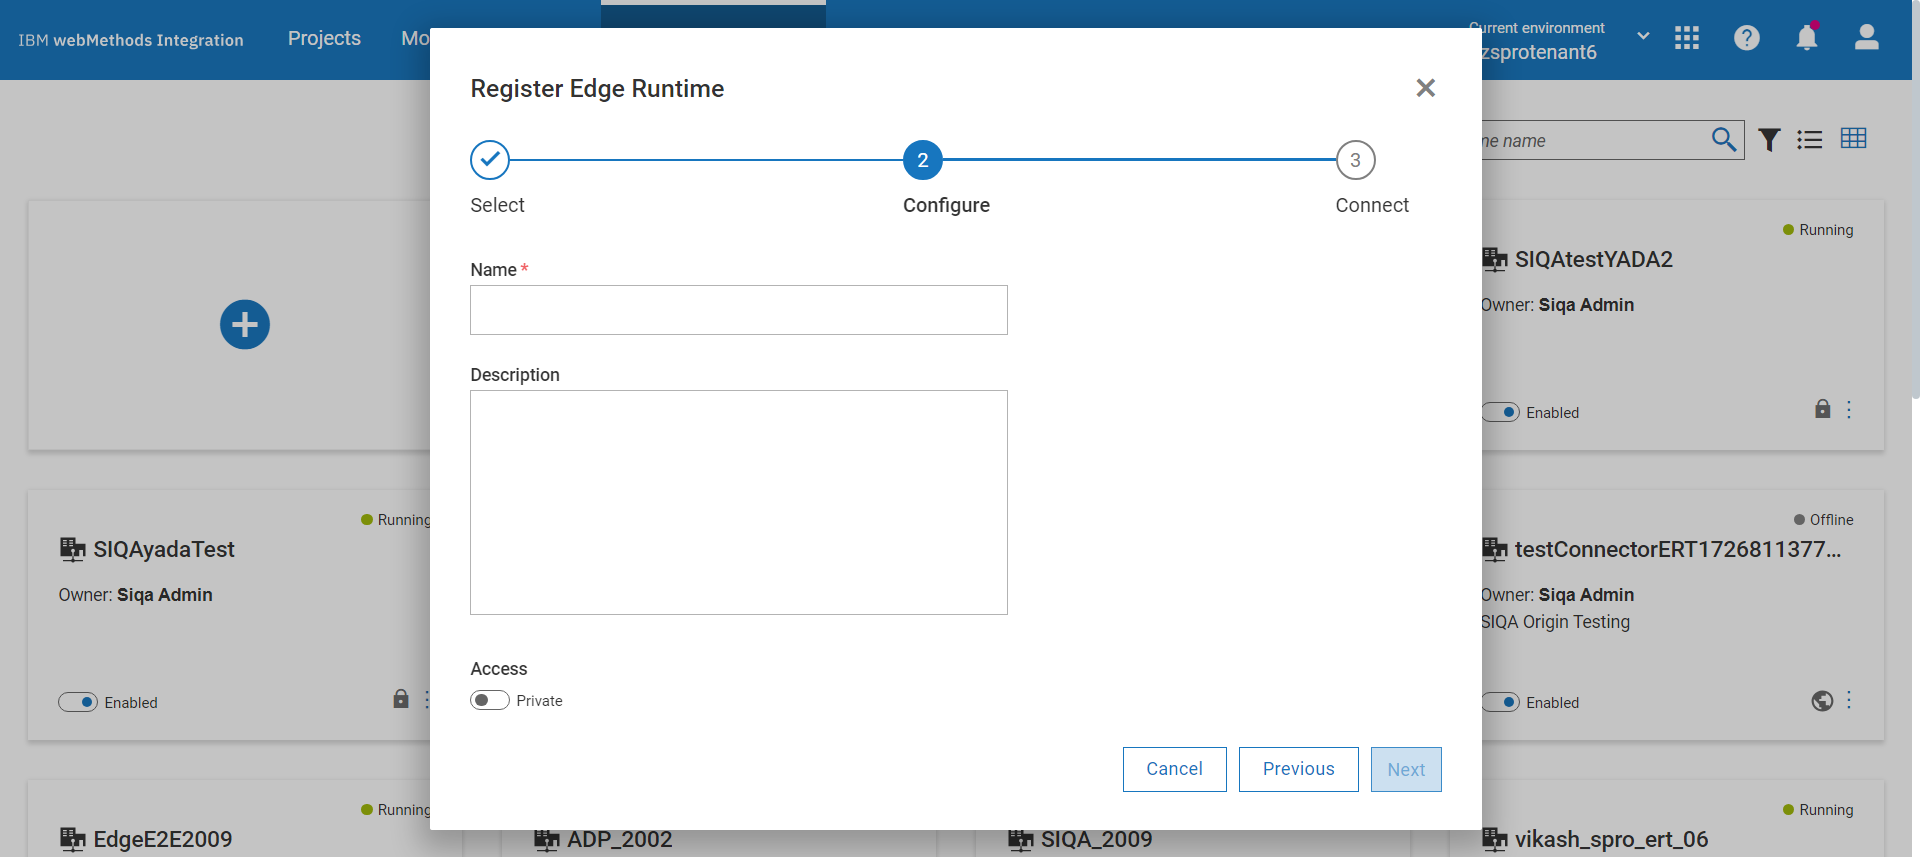 IBM webMethods Integration
Projects
Mo
Current environment
zsprotenant6
Register Edge Runtime
2
3
Select
Configure
Connect
me name
Name *
Description
Access
Private
Cancel
Previous
Next
Running
SIQAtestYADA2
Owner: Siqa Admin
Enabled
Running
SIQAyadaTest
Owner: Siqa Admin
Enabled
Offline
testConnectorERT1726811377...
Owner: Siqa Admin
SIQA Origin Testing
Enabled
Running
EdgeE2E2009
ADP_2002
SIQA_2009
Running
vikash_spro_ert_06